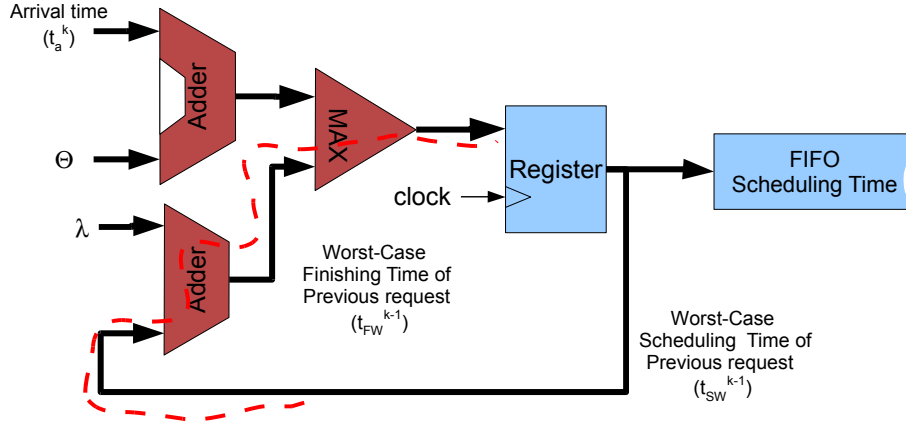 Arrival time
(t_a^k)
Adder
Θ
MAX
Register
clock
FIFO
Scheduling Time
λ
Adder
Worst-Case
Finishing Time of
Previous request
(t_FW^k-1)
Worst-Case
Scheduling Time of
Previous request
(t_SW^k-1)